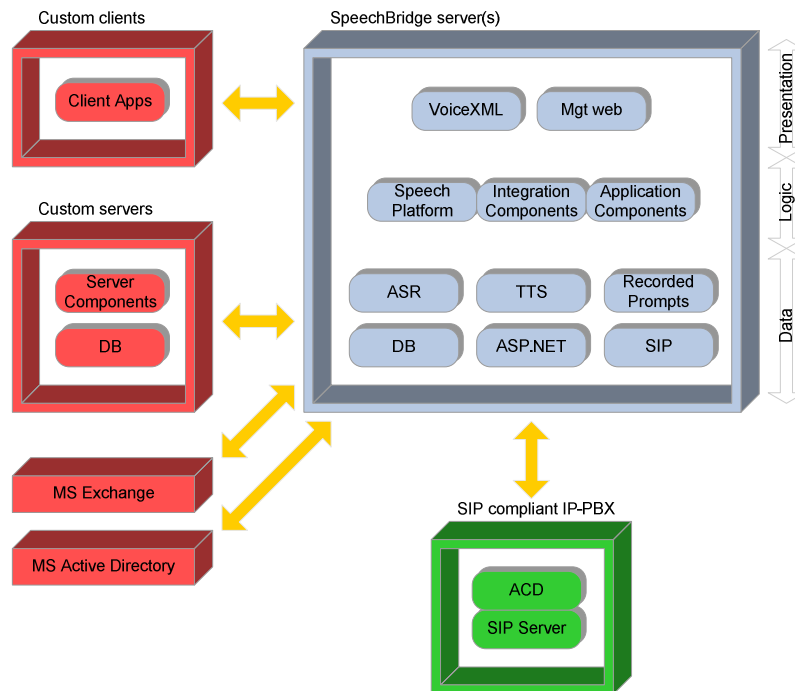 Custom clients
Client Apps
Custom servers
Server
Components
DB
MS Exchange
MS Active Directory
SpeechBridge server(s)
VoiceXML
Mgt web
Speech
Platform
Integration
Components
Application
Components
ASR
TTS
Recorded
Prompts
DB
ASP.NET
SIP
Presentation
Logic
Data
SIP compliant IP-PBX
ACD
SIP Server